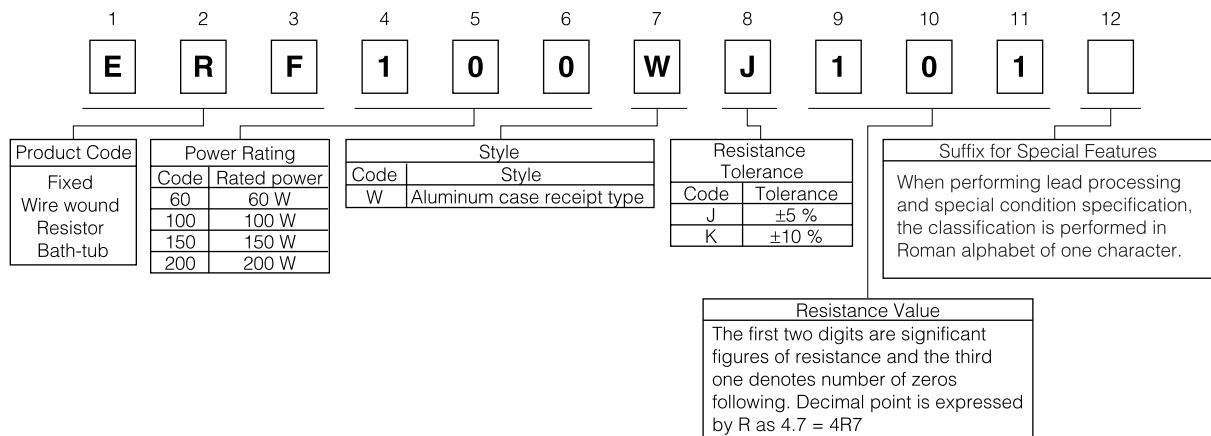 1 2 3 4 5 6 7 8 9 10 11 12
E R F 1 0 0 W J 1 0 1
Product Code
Fixed
Wire wound
Resistor
Bath-tub
Power Rating
Code Rated power
60 60 W
100 100 W
150 150 W
200 200 W
Style
Code Style
W Aluminum case receipt type
Resistance
Tolerance
Code Tolerance
J ±5 %
K ±10 %
Suffix for Special Features
When performing lead processing
and special condition specification,
the classification is performed in
Roman alphabet of one character.
Resistance Value
The first two digits are significant
figures of resistance and the third
one denotes number of zeros
following. Decimal point is expressed
by R as 4.7 = 4R7